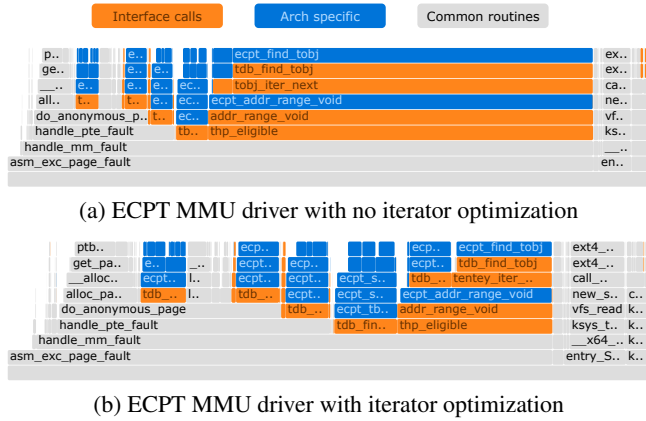 Interface calls Arch specific Common routines
p.. e.. ecpt_find_tobj ex..
ge.. tdb_find_tobj ex..
__.. e.. e.. e.. ec.. tobj_iter_next ca..
all.. t.. t.. e.. ec.. ecpt_addr_range_void ne..
do_anonymous_p.. t.. ec.. addr_range_void vf..
handle_pte_fault tb.. thp_eligible ks..
handle_mm_fault __..
asm_exc_page_fault en..
(a) ECPT MMU driver with no iterator optimization
ptb.. ecp.. ecp.. ecpt_find_tobj ext4_..
get_pa.. e.. ecpt.. ecpt.. tdb_find_tobj ext4_..
__alloc.. ecpt.. l.. ecpt.. ecpt.. ecpt_s.. tdb_.. tentey_iter_.. call_..
alloc_pa.. tdb_.. l.. tdb_.. ecpt.. ecpt_s.. ecpt_addr_range_void new_s.. c..
do_anonymous_page tdb_.. ecpt_tb.. addr_range_void vfs_read k..
handle_pte_fault tdb_fin.. thp_eligible ksys_t.. k..
handle_mm_fault __x64_.. k..
asm_exc_page_fault entry_S.. k..
(b) ECPT MMU driver with iterator optimization